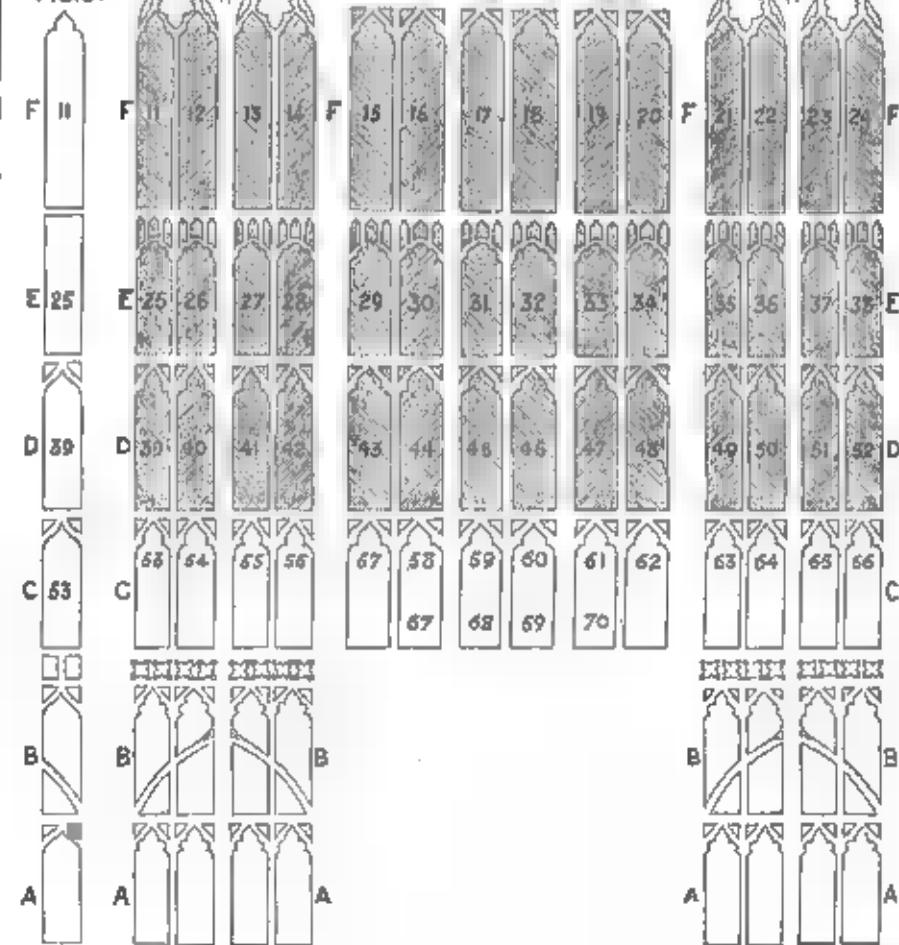 F 11 F 11 12 13 14 F 15 16 17 18 19 20 F 21 22 23 24 F
E 25 E 25 26 27 28 29 30 31 32 33 34 35 36 37 38 E
D 39 D 39 40 41 42 43 44 45 46 47 48 49 50 51 52 D
C 53 C 53 54 55 56 57 58 59 60 61 62 63 64 65 66 C
67 68 69 70
B B B B B
A A A A A